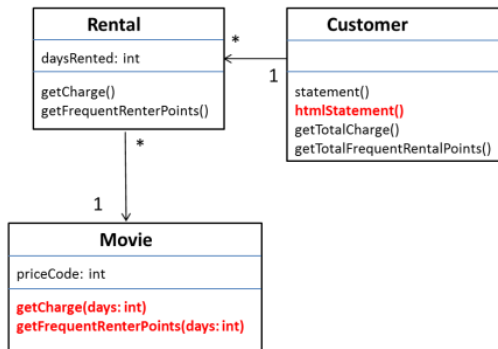 Rental
daysRented: int
getCharge()
getFrequentRenterPoints()
*
1
Customer
statement()
htmlStatement()
getTotalCharge()
getTotalFrequentRentalPoints()
*
1
Movie
priceCode: int
getCharge(days: int)
getFrequentRenterPoints(days: int)